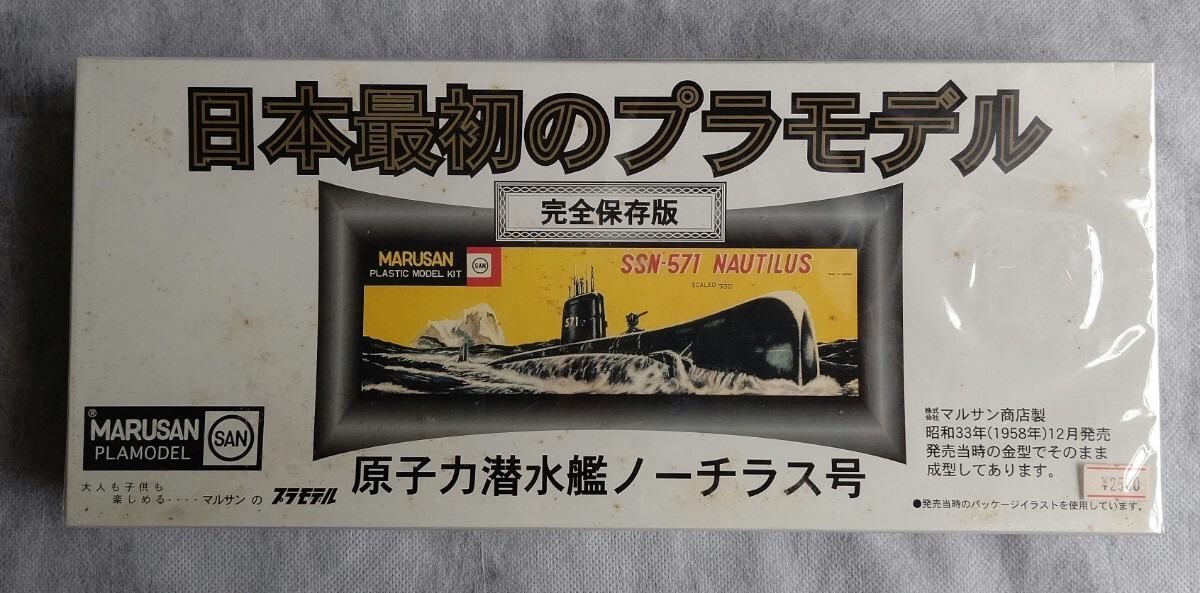 日本最初のプラモデル
完全保存版
MARUSAN
PLASTIC MODEL KIT
SAN
SSN-571 NAUTILUS
SCALED 1/300
571
® MARUSAN
PLAMODEL
SAN
大人も子供も
楽しめる‥‥マルサンの プラモデル
原子力潜水艦ノーチラス号
株式会社マルサン商店製
昭和33年(1958年)12月発売
発売当時の金型でそのまま
成型してあります。
●発売当時のパッケージイラストを使用しています。